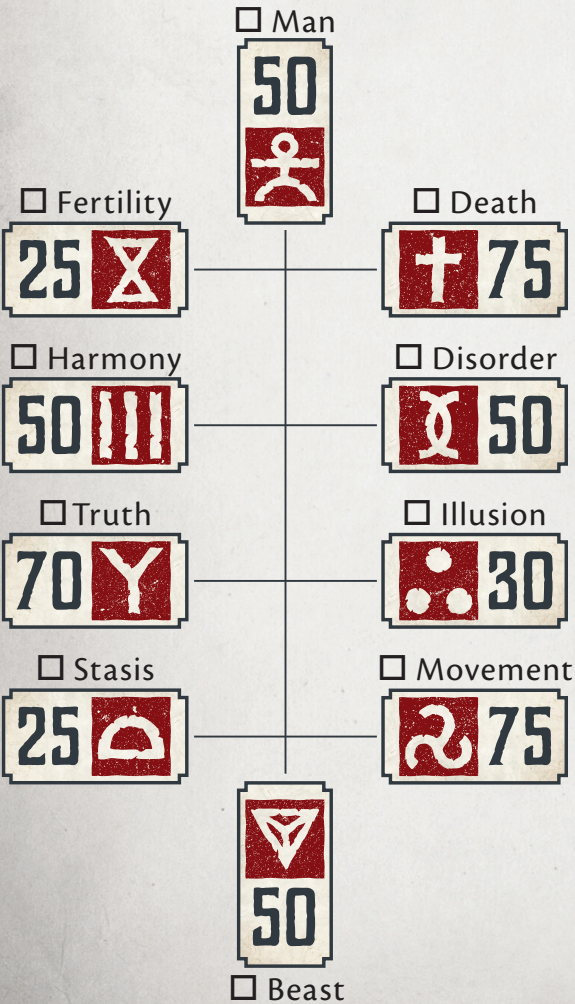 ☐ Man
50
☐ Fertility ☐ Death
25 75
☐ Harmony ☐ Disorder
50 50
☐ Truth ☐ Illusion
70 30
☐ Stasis ☐ Movement
25 75
50
☐ Beast